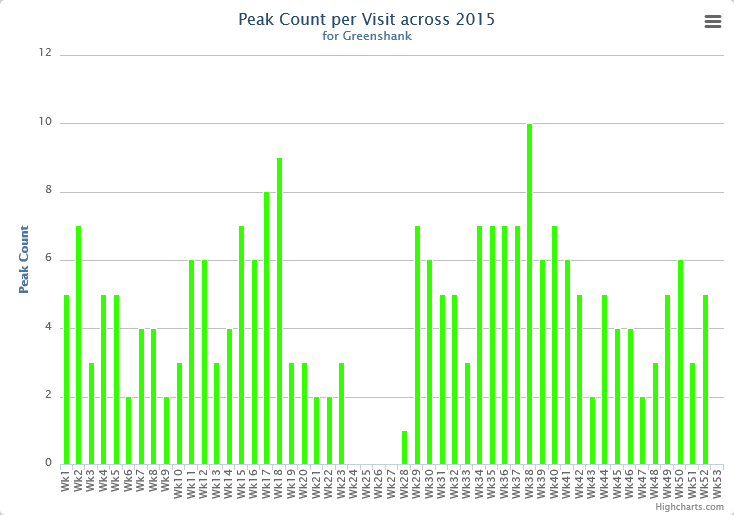 Peak Count per Visit across 2015
for Greenshank
Peak Count
12
10
8
6
4
2
0
Wk1
Wk2
Wk3
Wk4
Wk5
Wk6
Wk7
Wk8
Wk9
Wk10
Wk11
Wk12
Wk13
Wk14
Wk15
Wk16
Wk17
Wk18
Wk19
Wk20
Wk21
Wk22
Wk23
Wk24
Wk25
Wk26
Wk27
Wk28
Wk29
Wk30
Wk31
Wk32
Wk33
Wk34
Wk35
Wk36
Wk37
Wk38
Wk39
Wk40
Wk41
Wk42
Wk43
Wk44
Wk45
Wk46
Wk47
Wk48
Wk49
Wk50
Wk51
Wk52
Wk53
Highcharts.com